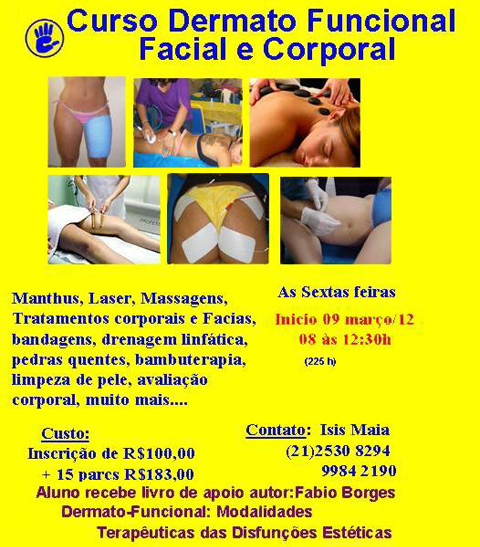 Curso Dermato Funcional
Facial e Corporal
Manthus, Laser, Massagens,
Tratamentos corporais e Facias,
bandagens, drenagem linfática,
pedras quentes, bambuterapia,
limpeza de pele, avaliação
corporal, muito mais....
As Sextas feiras
Inicio 09 março/12
08 às 12:30h
(225 h)
Custo:
Inscrição de R$100,00
+ 15 parcs R$183,00
Contato:  Isis Maia
(21)2530 8294
9984 2190
Aluno recebe livro de apoio autor:Fabio Borges
Dermato-Funcional: Modalidades
Terapêuticas das Disfunções Estéticas